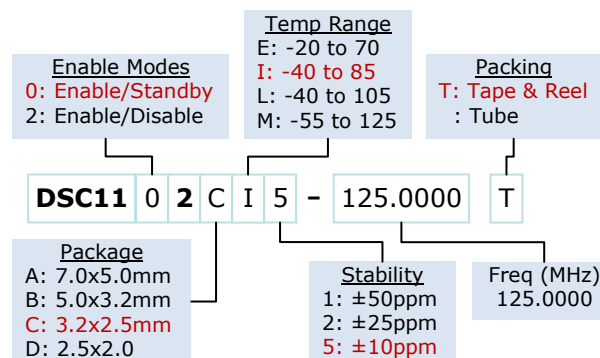 Temp Range
E: -20 to 70
I: -40 to 85
L: -40 to 105
M: -55 to 125
Enable Modes
0: Enable/Standby
2: Enable/Disable
Packing
T: Tape & Reel
: Tube
DSC11 0 2 C I 5 - 125.0000 T
Package
A: 7.0x5.0mm
B: 5.0x3.2mm
C: 3.2x2.5mm
D: 2.5x2.0
Stability
1: ±50ppm
2: ±25ppm
5: ±10ppm
Freq (MHz)
125.0000